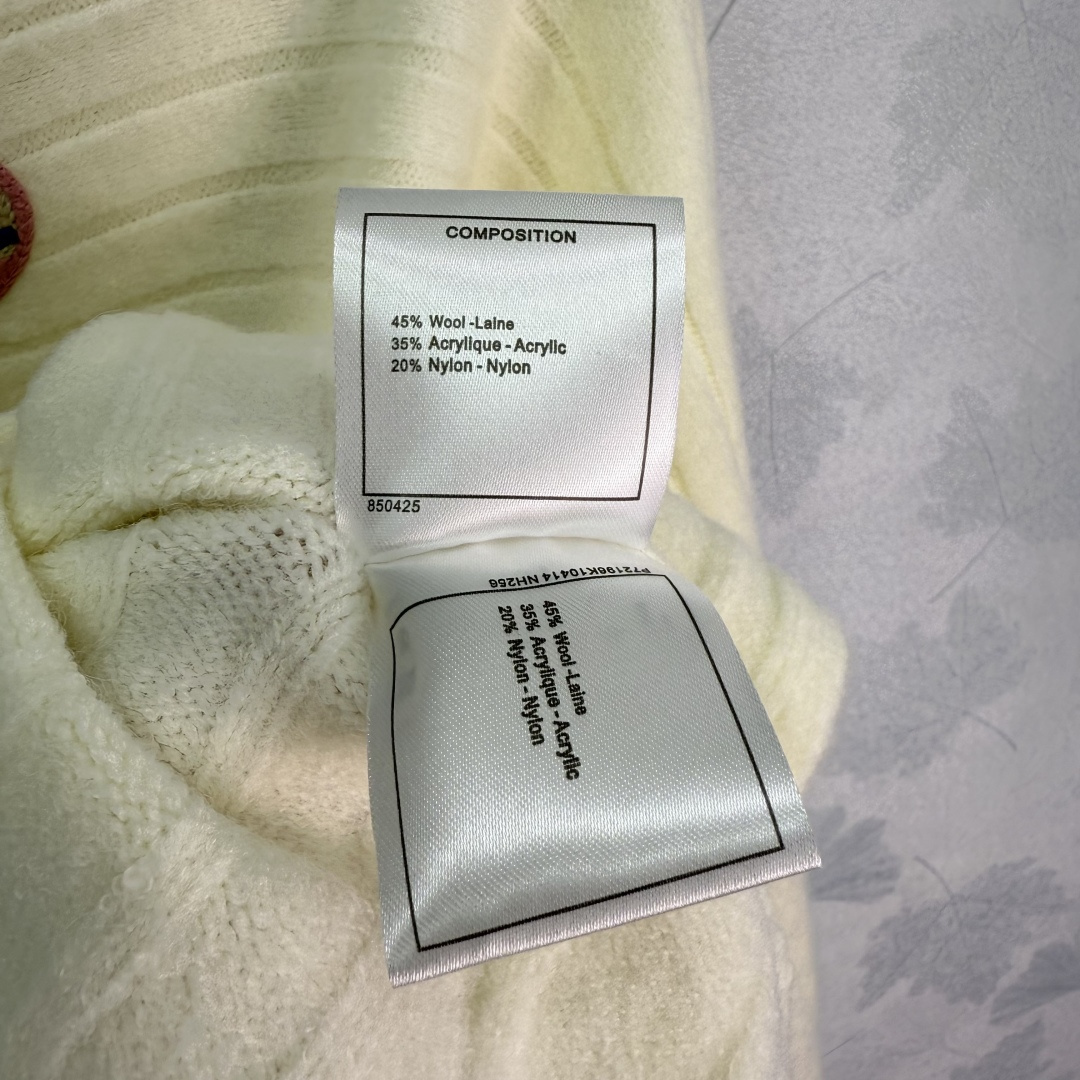 COMPOSITION
45% Wool -Laine
35% Acrylique - Acrylic
20% Nylon - Nylon
850425
P72196K10414 NH266
45% Wool -Laine
35% Acrylique - Acrylic
20% Nylon - Nylon